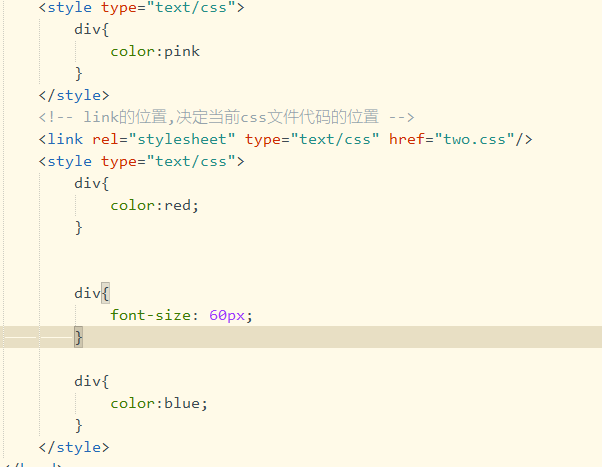 <style type="text/css">
div{
color:pink
}
</style>
<!-- link的位置,决定当前css文件代码的位置 -->
<link rel="stylesheet" type="text/css" href="two.css"/>
<style type="text/css">
div{
color:red;
}
div{
font-size: 60px;
}
div{
color:blue;
}
</style>